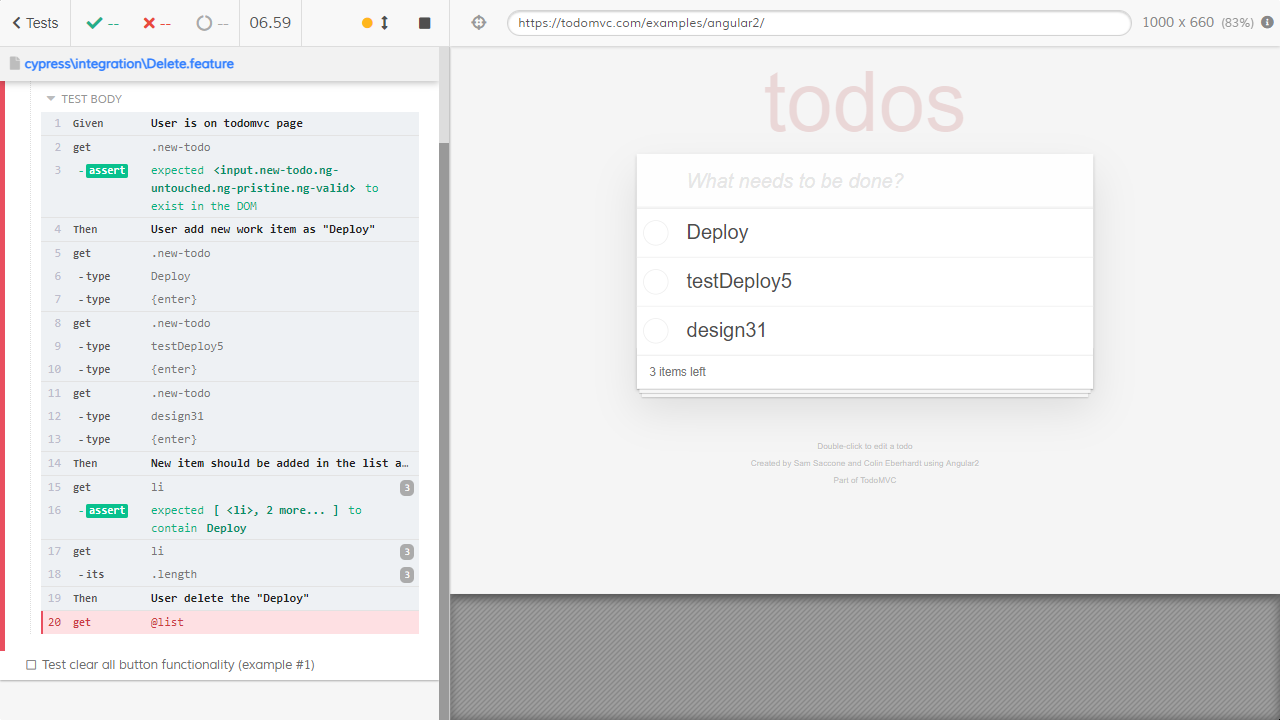 Tests
--
--
--
06.59
https://todomvc.com/examples/angular2/
1000 x 660 (83%)
cypress\integration\Delete.feature
TEST BODY
1 Given User is on todomvc page
2 get .new-todo
3 -assert expected <input.new-todo.ng-
untouched.ng-pristine.ng-valid> to
exist in the DOM
4 Then User add new work item as "Deploy"
5 get .new-todo
6 -type Deploy
7 -type {enter}
8 get .new-todo
9 -type testDeploy5
10 -type {enter}
11 get .new-todo
12 -type design31
13 -type {enter}
14 Then New item should be added in the list a…
15 get li 3
16 -assert expected [ <li>, 2 more... ] to
contain Deploy
17 get li 3
18 -its .length 3
19 Then User delete the "Deploy"
20 get @list
Test clear all button functionality (example #1)
todos
What needs to be done?
Deploy
testDeploy5
design31
3 items left
Double-click to edit a todo
Created by Sam Saccone and Colin Eberhardt using Angular2
Part of TodoMVC